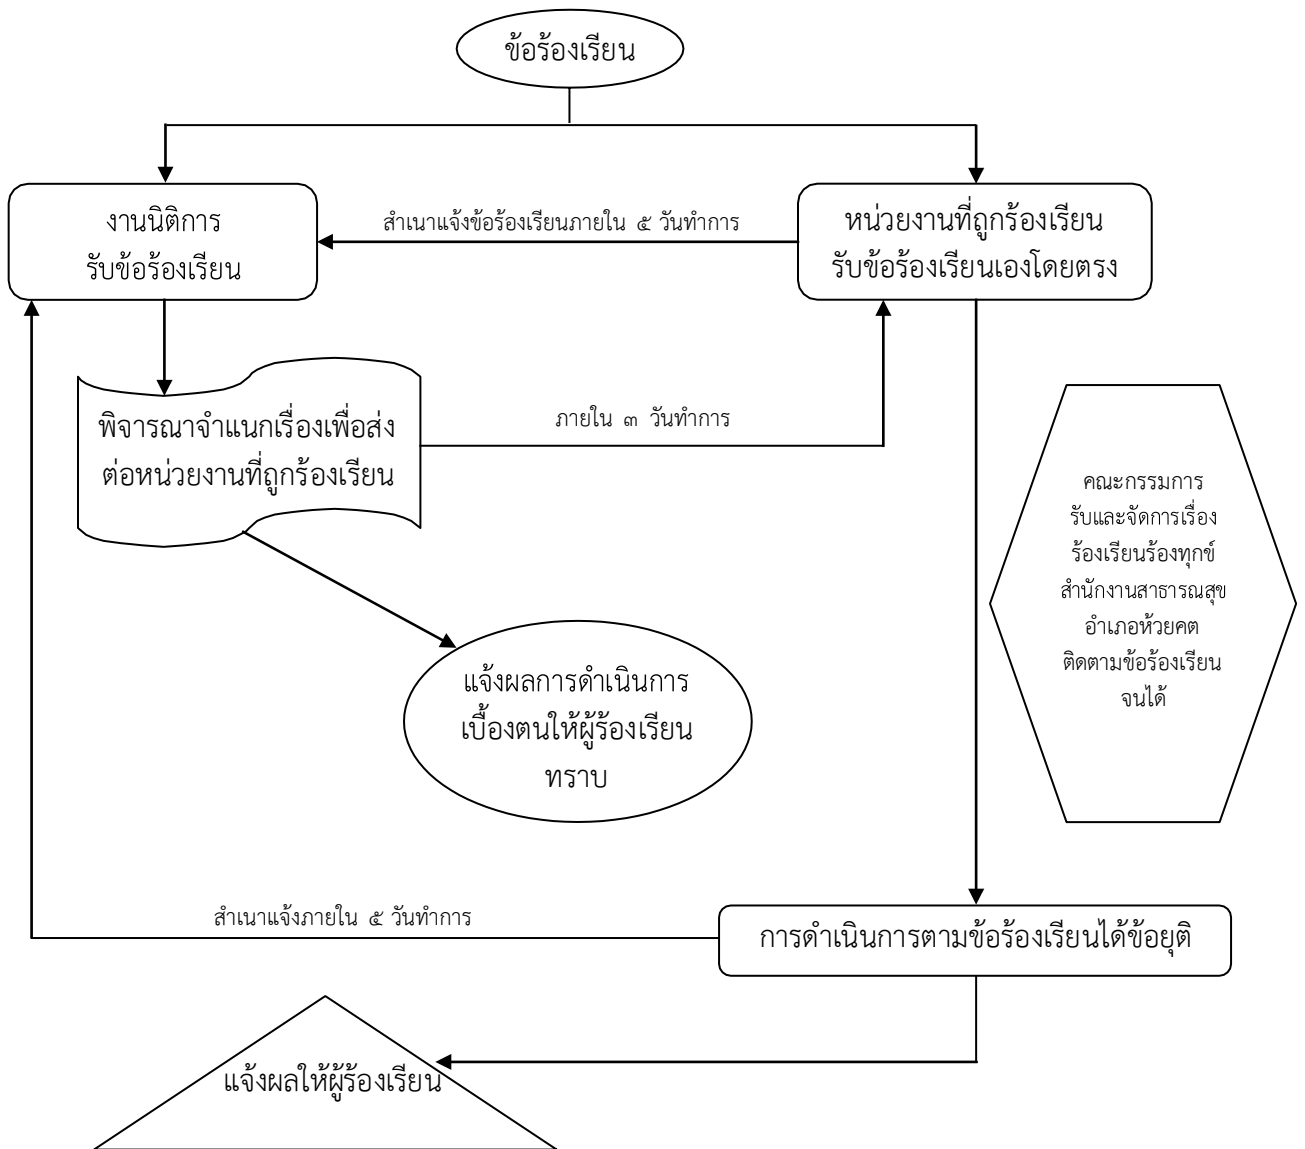 ข้อร้องเรียน
งานนิติการ
รับข้อร้องเรียน
สำเนาแจ้งข้อร้องเรียนภายใน ๕ วันทำการ
หน่วยงานที่ถูกร้องเรียน
รับข้อร้องเรียนเองโดยตรง
พิจารณาจำแนกเรื่องเพื่อส่ง
ต่อหน่วยงานที่ถูกร้องเรียน
ภายใน ๓ วันทำการ
คณะกรรมการ
รับและจัดการเรื่อง
ร้องเรียนร้องทุกข์
สำนักงานสาธารณสุข
อำเภอห้วยคต
ติดตามข้อร้องเรียน
จนได้
แจ้งผลการดำเนินการ
เบื้องตนให้ผู้ร้องเรียน
ทราบ
สำเนาแจ้งภายใน ๕ วันทำการ
การดำเนินการตามข้อร้องเรียนได้ข้อยุติ
แจ้งผลให้ผู้ร้องเรียน